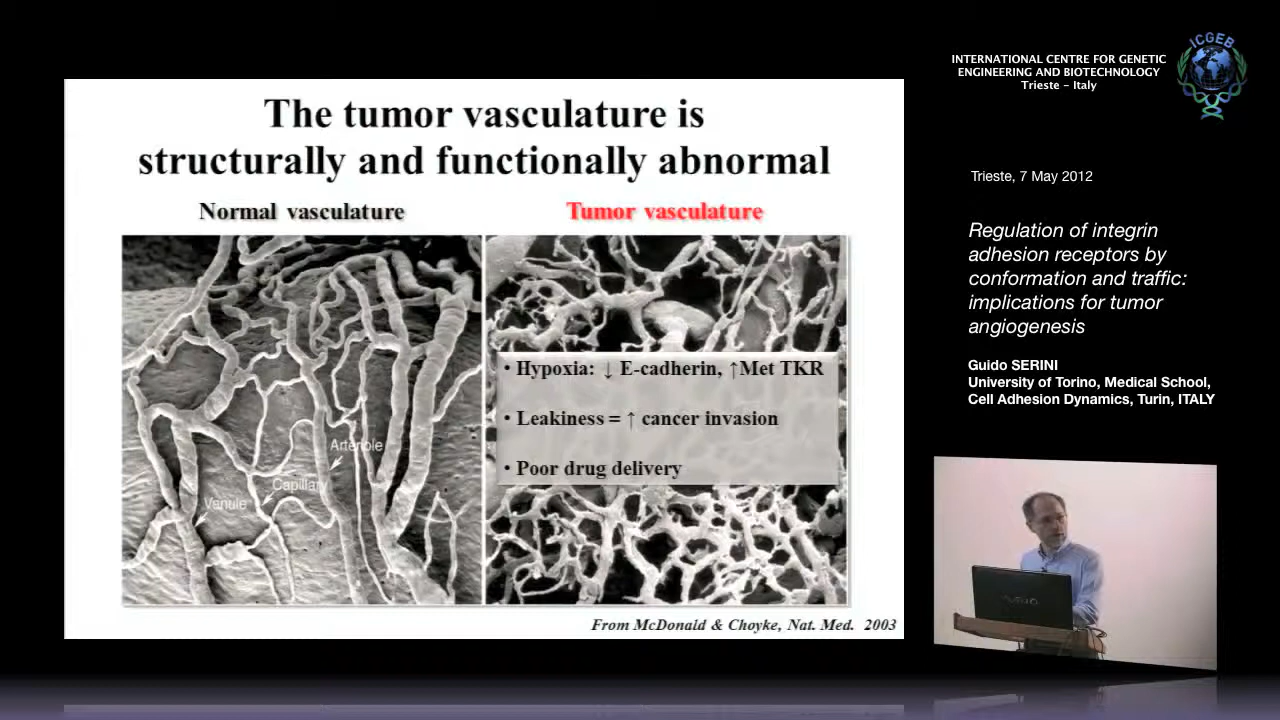 The tumor vasculature is
structurally and functionally abnormal
Normal vasculature
Tumor vasculature
Arteriole
Capillary
Venule
• Hypoxia: ↓ E-cadherin, ↑Met TKR
• Leakiness = ↑ cancer invasion
• Poor drug delivery
From McDonald & Choyke, Nat. Med. 2003
INTERNATIONAL CENTRE FOR GENETIC
ENGINEERING AND BIOTECHNOLOGY
Trieste - Italy
ICGEB
Trieste, 7 May 2012
Regulation of integrin
adhesion receptors by
conformation and traffic:
implications for tumor
angiogenesis
Guido SERINI
University of Torino, Medical School,
Cell Adhesion Dynamics, Turin, ITALY